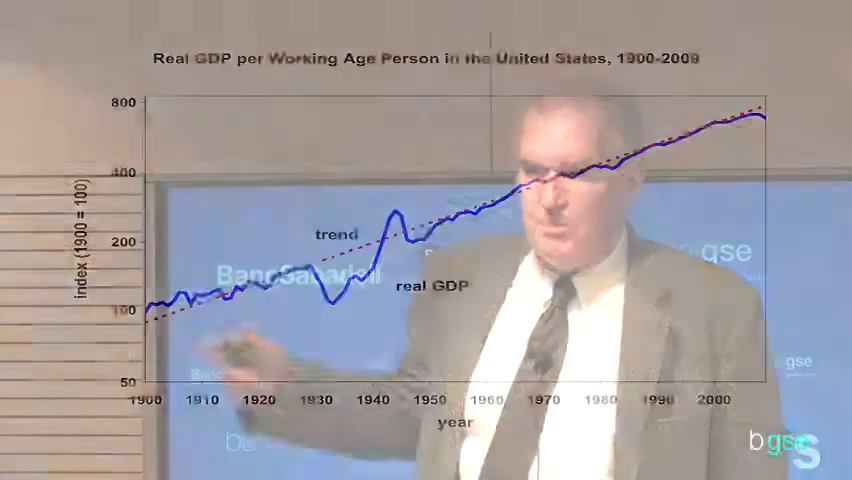 Real GDP per Working Age Person in the United States, 1900-2009
800
400
200
100
50
index (1900 = 100)
trend
real GDP
BancSabadell
gse
gse
Banc
1900 1910 1920 1930 1940 1950 1960 1970 1980 1990 2000
year
bgse
S